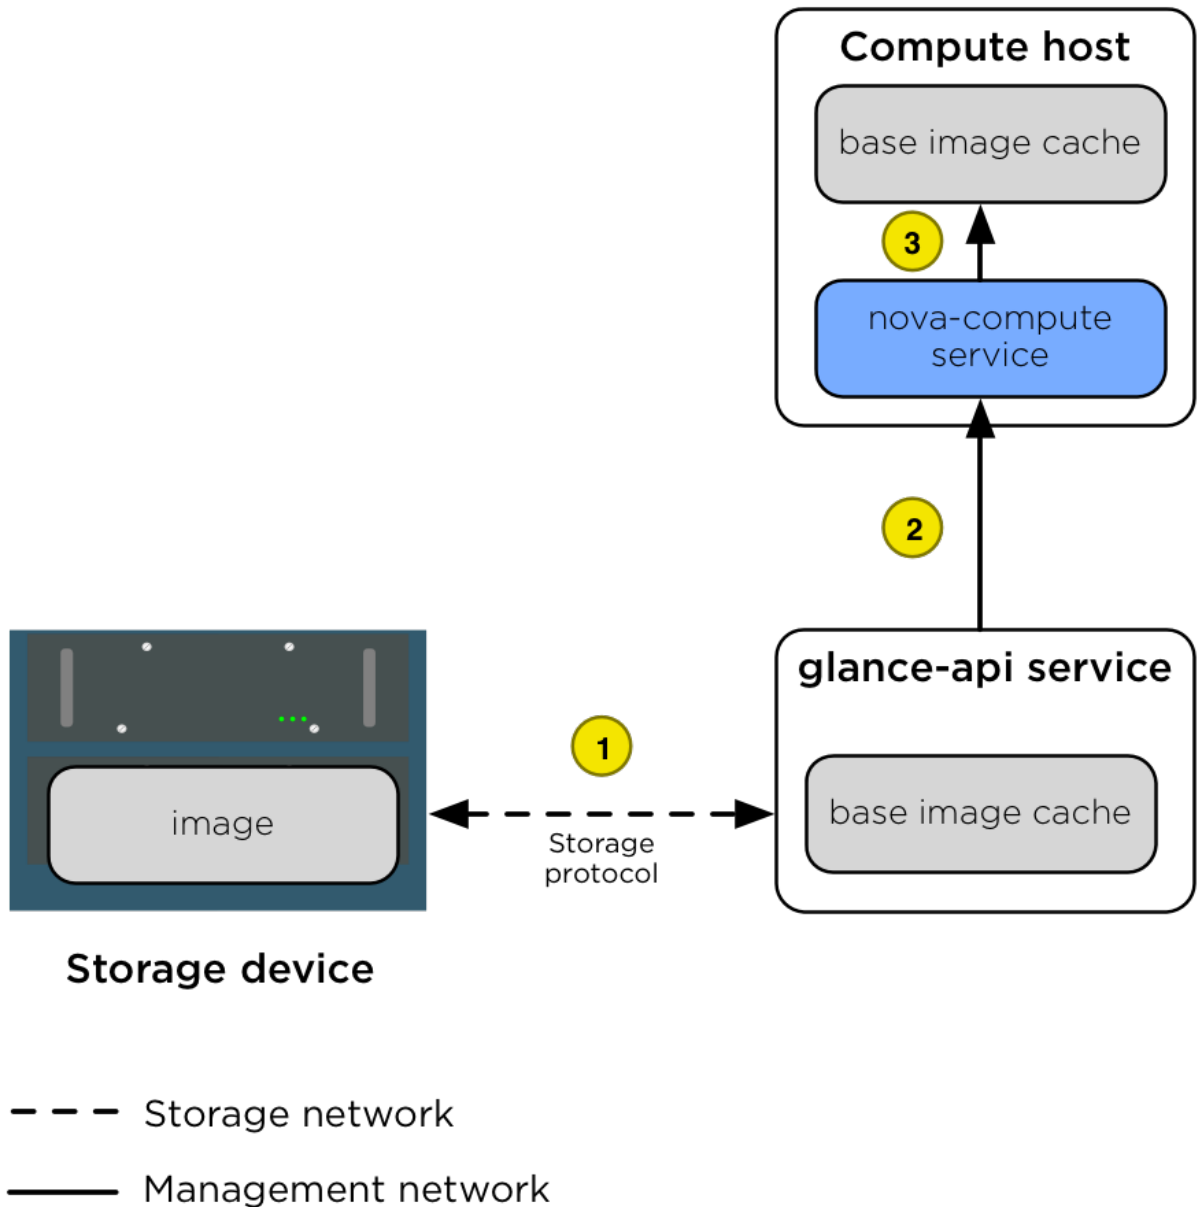 Compute host
base image cache
3
nova-compute
service
2
glance-api service
1
base image cache
image
Storage
protocol
Storage device
Storage network
Management network